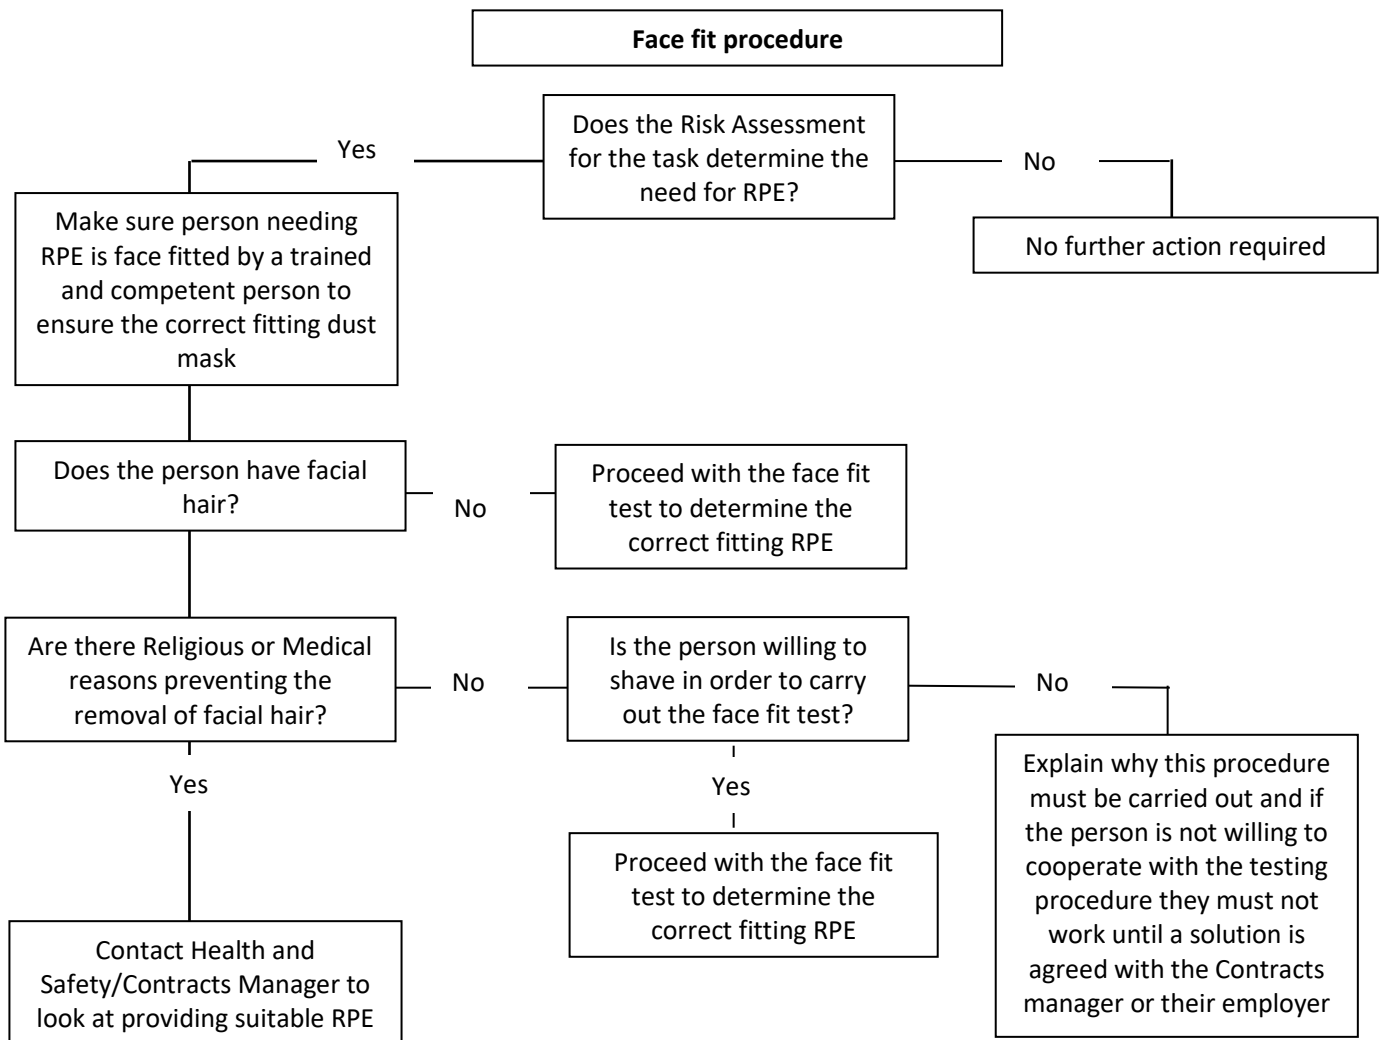 Face fit procedure
Does the Risk Assessment
for the task determine the
need for RPE?
Yes
No
Make sure person needing
RPE is face fitted by a trained
and competent person to
ensure the correct fitting dust
mask
No further action required
Does the person have facial
hair?
No
Proceed with the face fit
test to determine the
correct fitting RPE
Are there Religious or Medical
reasons preventing the
removal of facial hair?
No
Is the person willing to
shave in order to carry
out the face fit test?
No
Yes
Yes
Explain why this procedure
must be carried out and if
the person is not willing to
cooperate with the testing
procedure they must not
work until a solution is
agreed with the Contracts
manager or their employer
Proceed with the face fit
test to determine the
correct fitting RPE
Contact Health and
Safety/Contracts Manager to
look at providing suitable RPE